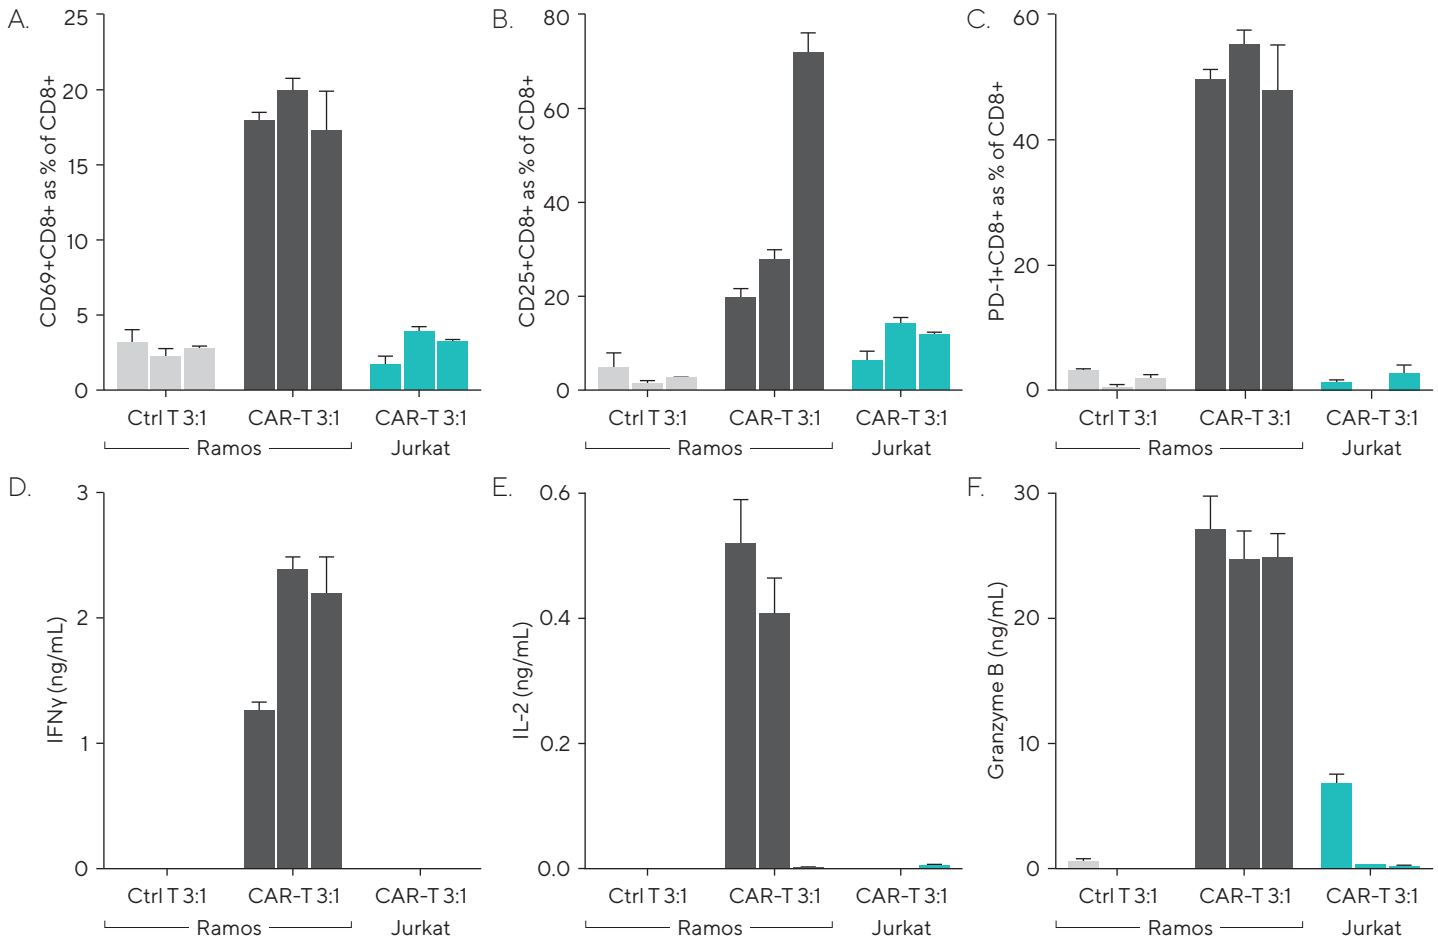 A.
CD69+CD8+ as % of CD8+
25
20
15
10
5
0
Ctrl T 3:1 CAR-T 3:1 CAR-T 3:1
Ramos Jurkat
B.
CD25+CD8+ as % of CD8+
80
60
40
20
0
Ctrl T 3:1 CAR-T 3:1 CAR-T 3:1
Ramos Jurkat
C.
PD-1+CD8+ as % of CD8+
60
40
20
0
Ctrl T 3:1 CAR-T 3:1 CAR-T 3:1
Ramos Jurkat
D.
IFNγ (ng/mL)
3
2
1
0
Ctrl T 3:1 CAR-T 3:1 CAR-T 3:1
Ramos Jurkat
E.
IL-2 (ng/mL)
0.6
0.4
0.2
0.0
Ctrl T 3:1 CAR-T 3:1 CAR-T 3:1
Ramos Jurkat
F.
Granzyme B (ng/mL)
30
20
10
0
Ctrl T 3:1 CAR-T 3:1 CAR-T 3:1
Ramos Jurkat